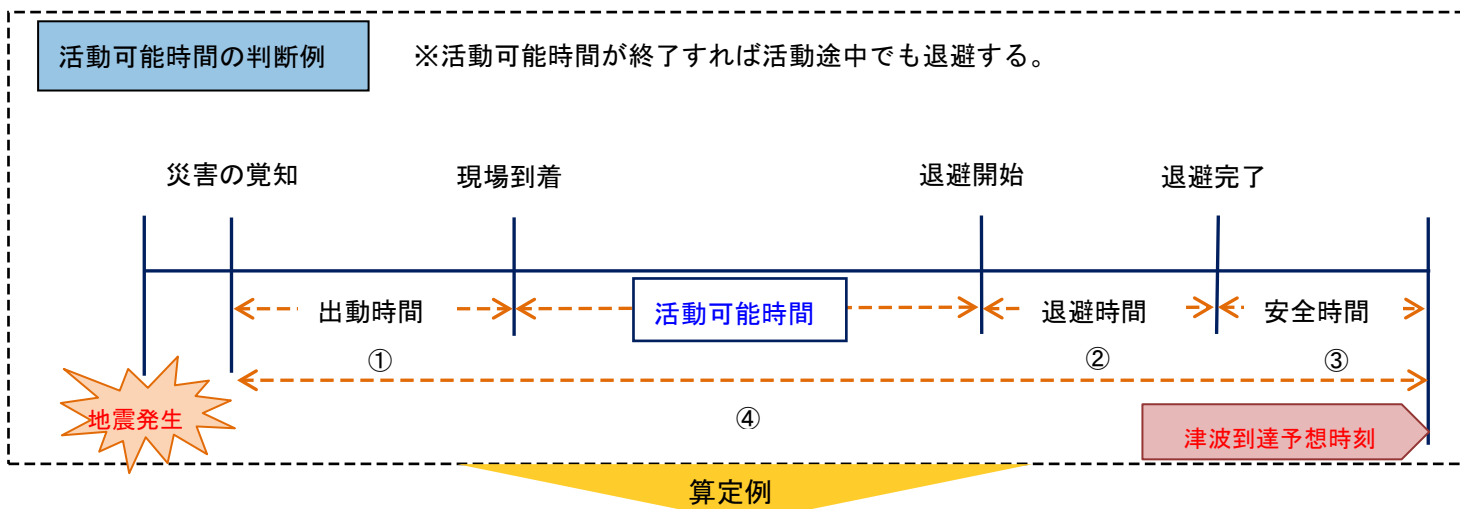 活動可能時間の判断例
※活動可能時間が終了すれば活動途中でも退避する。
災害の覚知
現場到着
退避開始
退避完了
出動時間
活動可能時間
退避時間
安全時間
①
②
③
地震発生
④
津波到達予想時刻
算定例